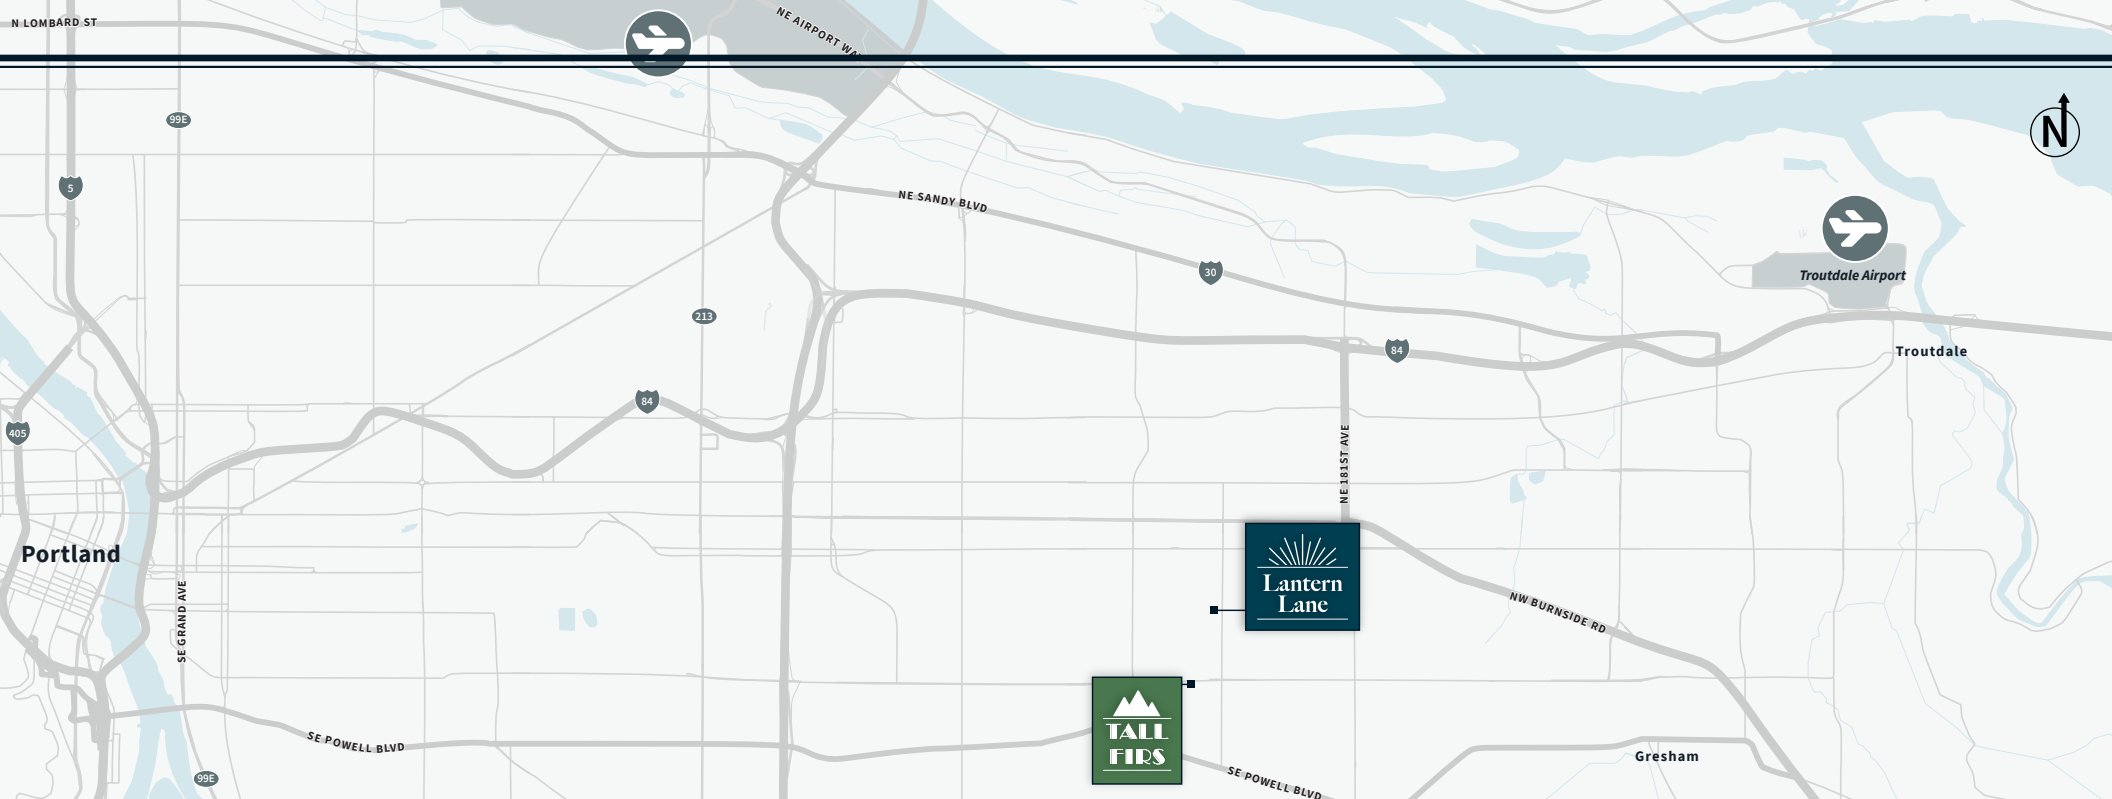 N LOMBARD ST
NE AIRPORT WA
99E
5
NE SANDY BLVD
30
Troutdale Airport
213
84
Troutdale
84
405
NE 181ST AVE
N
Portland
Lantern
Lane
SE GRAND AVE
NW BURNSIDE RD
TALL
FIRS
SE POWELL BLVD
SE POWELL BLVD
Gresham
99E